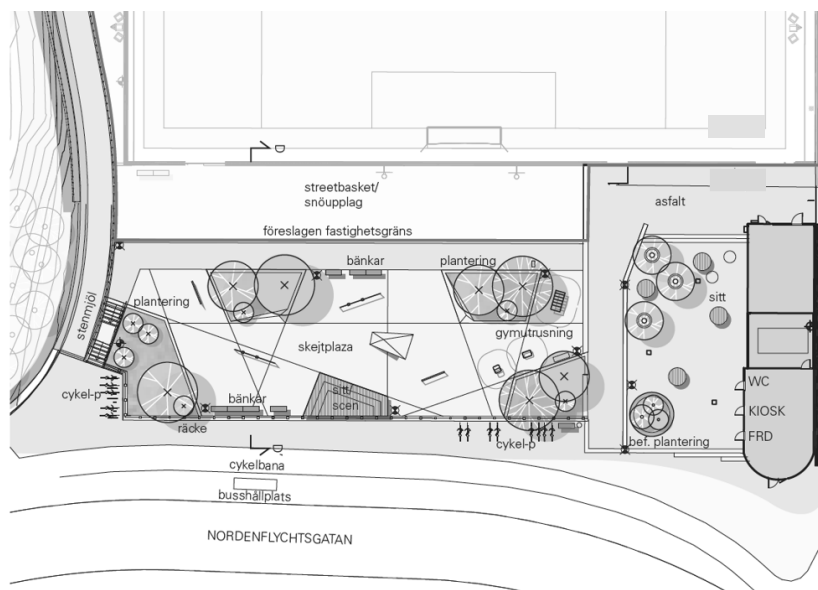 D
streetbasket/
snöupplag
asfalt
föreslagen fastighetsgräns
bänkar
plantering
plantering
sitt
stenmjöl
gymutrusning
skejtplaza
WC
sitt/
scen
cykel-p
bänkar
KIOSK
räcke
FRD
cykel-p
bef. plantering
D'
cykelbana
busshållplats
NORDENFLYCHTSGATAN